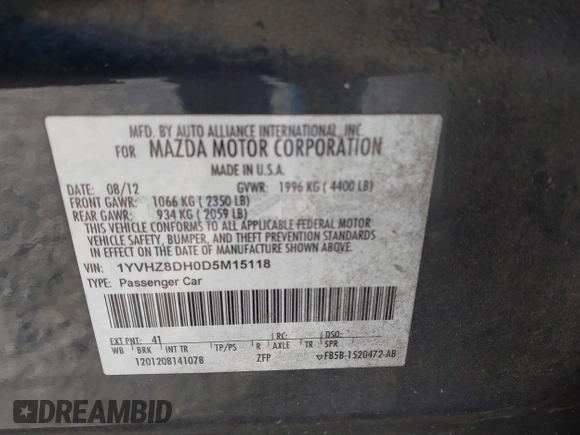 MFD. BY AUTO ALLIANCE INTERNATIONAL, INC.
FOR MAZDA MOTOR CORPORATION
MADE IN U.S.A.
DATE: 08/12 GVWR: 1996 KG ( 4400 LB)
FRONT GAWR: 1066 KG ( 2350 LB)
REAR GAWR: 934 KG ( 2059 LB)
THIS VEHICLE CONFORMS TO ALL APPLICABLE FEDERAL MOTOR
VEHICLE SAFETY, BUMPER, AND THEFT PREVENTION STANDARDS
IN EFFECT ON THE DATE OF MANUFACTURE SHOWN ABOVE.
VIN: 1YVHZ8DH0D5M15118
TYPE: Passenger Car
EXT PNT: 41 RC: DSO:
WB BRK INT TR TP/PS R AXLE TR SPR
1201208141078 ZFP F85B-1520472-AB
DREAMBID